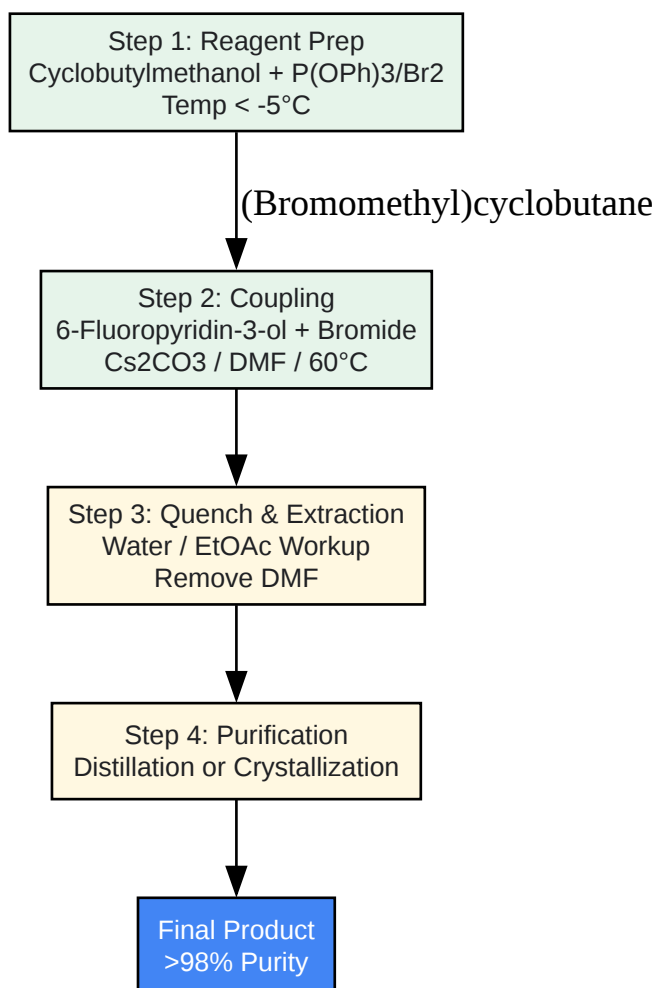 Step 1: Reagent Prep
Cyclobutylmethanol + P(OPh)3/Br2
Temp < -5°C
(Bromomethyl)cyclobutane
Step 2: Coupling
6-Fluoropyridin-3-ol + Bromide
Cs2CO3 / DMF / 60°C
Step 3: Quench & Extraction
Water / EtOAc Workup
Remove DMF
Step 4: Purification
Distillation or Crystallization
Final Product
>98% Purity